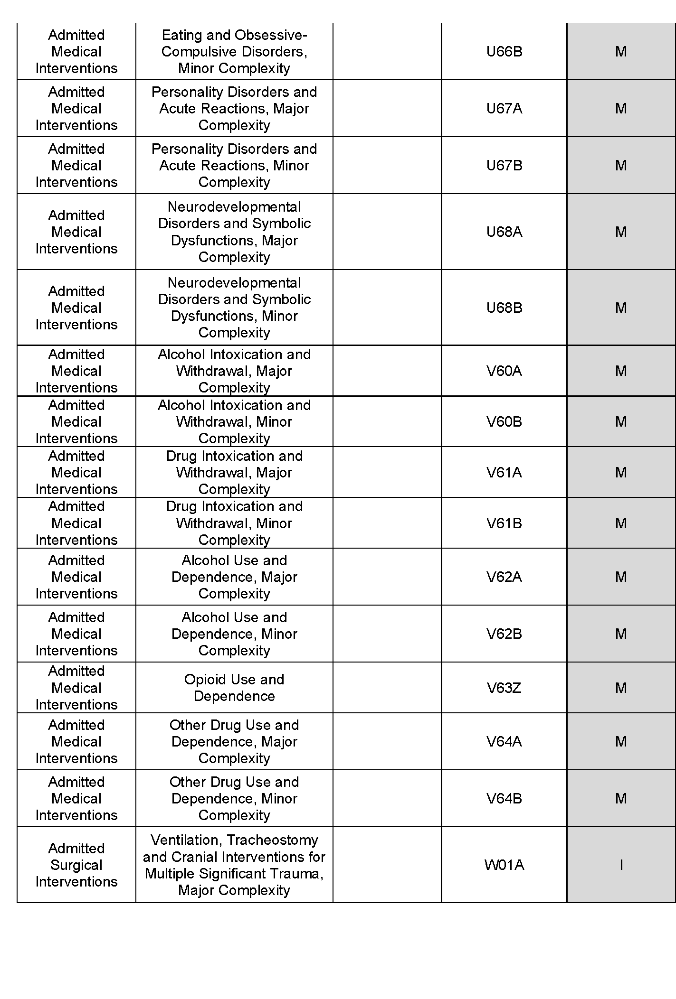 Admitted
Medical
Interventions
Eating and Obsessive-
Compulsive Disorders,
Minor Complexity
U66B
M
Admitted
Medical
Interventions
Personality Disorders and
Acute Reactions, Major
Complexity
U67A
M
Admitted
Medical
Interventions
Personality Disorders and
Acute Reactions, Minor
Complexity
U67B
M
Admitted
Medical
Interventions
Neurodevelopmental
Disorders and Symbolic
Dysfunctions, Major
Complexity
U68A
M
Admitted
Medical
Interventions
Neurodevelopmental
Disorders and Symbolic
Dysfunctions, Minor
Complexity
U68B
M
Admitted
Medical
Interventions
Alcohol Intoxication and
Withdrawal, Major
Complexity
V60A
M
Admitted
Medical
Interventions
Alcohol Intoxication and
Withdrawal, Minor
Complexity
V60B
M
Admitted
Medical
Interventions
Drug Intoxication and
Withdrawal, Major
Complexity
V61A
M
Admitted
Medical
Interventions
Drug Intoxication and
Withdrawal, Minor
Complexity
V61B
M
Admitted
Medical
Interventions
Alcohol Use and
Dependence, Major
Complexity
V62A
M
Admitted
Medical
Interventions
Alcohol Use and
Dependence, Minor
Complexity
V62B
M
Admitted
Medical
Interventions
Opioid Use and
Dependence
V63Z
M
Admitted
Medical
Interventions
Other Drug Use and
Dependence, Major
Complexity
V64A
M
Admitted
Medical
Interventions
Other Drug Use and
Dependence, Minor
Complexity
V64B
M
Admitted
Surgical
Interventions
Ventilation, Tracheostomy
and Cranial Interventions for
Multiple Significant Trauma,
Major Complexity
W01A
I